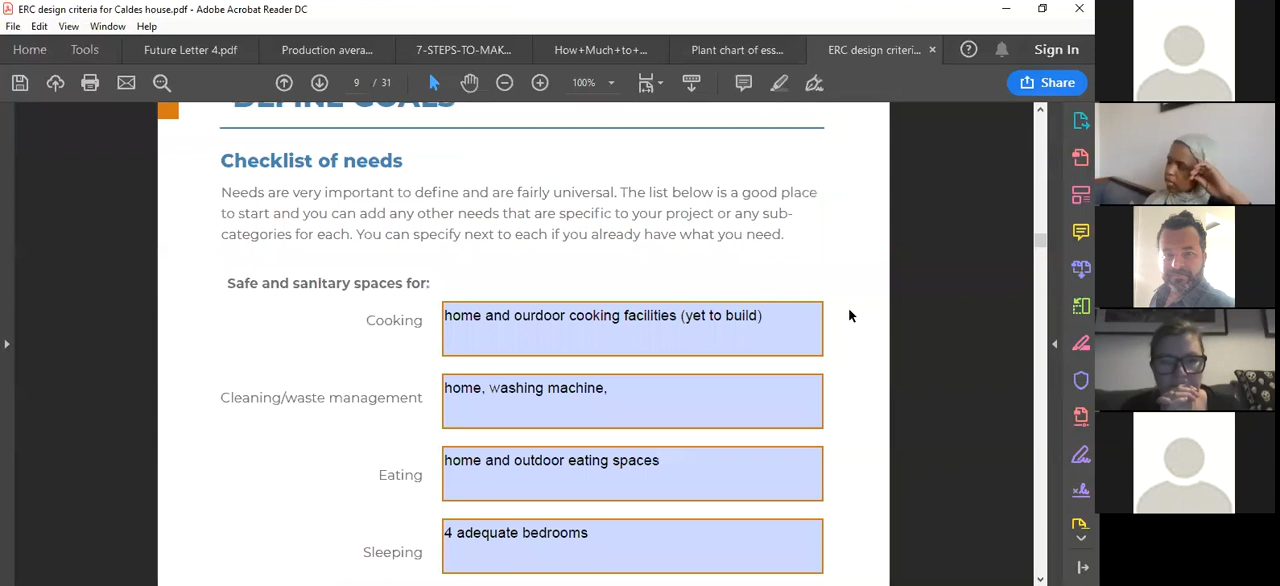 ERC design criteria for Caldes house.pdf - Adobe Acrobat Reader DC
File Edit View Window Help
Home Tools Future Letter 4.pdf Production avera... 7-STEPS-TO-MAK... How+Much+to+... Plant chart of ess... ERC design criteri... × Sign In
9 / 31 100% Share
DEFINE GOALS
Checklist of needs
Needs are very important to define and are fairly universal. The list below is a good place
to start and you can add any other needs that are specific to your project or any sub-
categories for each. You can specify next to each if you already have what you need.
Safe and sanitary spaces for:
Cooking home and ourdoor cooking facilities (yet to build)
Cleaning/waste management home, washing machine,
Eating home and outdoor eating spaces
Sleeping 4 adequate bedrooms